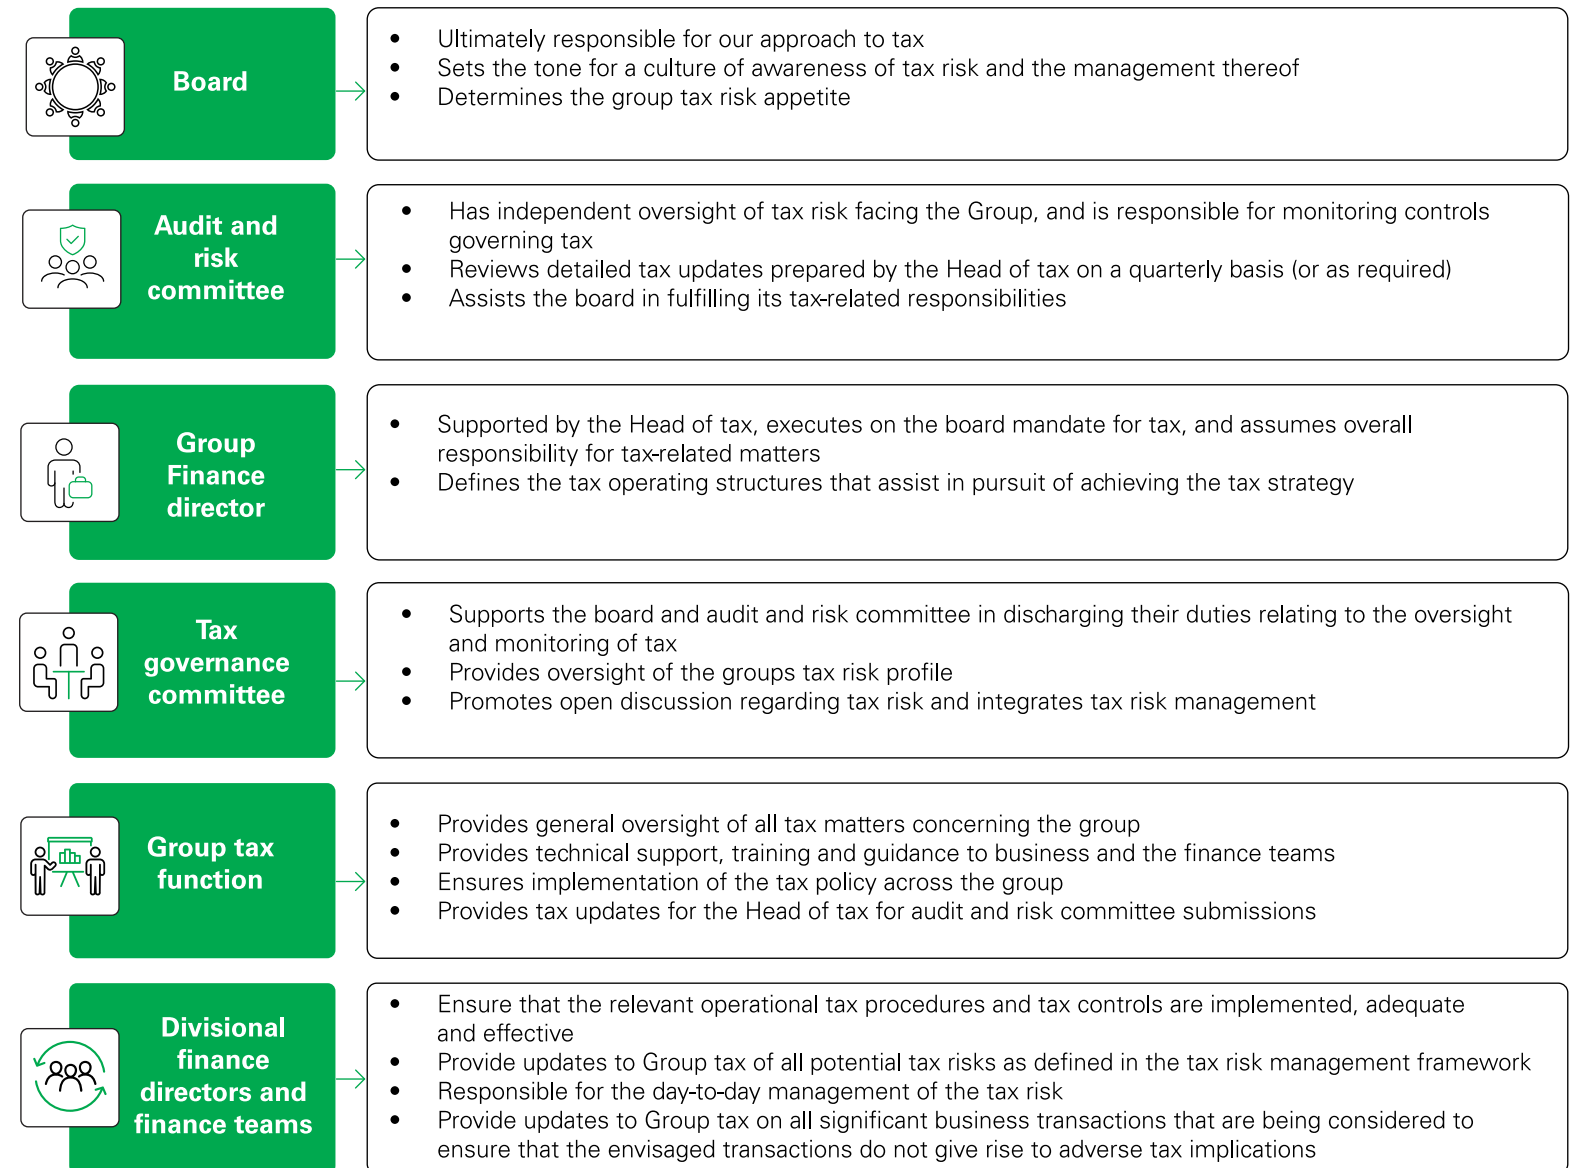 Board
• Ultimately responsible for our approach to tax
• Sets the tone for a culture of awareness of tax risk and the management thereof
• Determines the group tax risk appetite
Audit and
risk
committee
• Has independent oversight of tax risk facing the Group, and is responsible for monitoring controls
governing tax
• Reviews detailed tax updates prepared by the Head of tax on a quarterly basis (or as required)
• Assists the board in fulfilling its tax-related responsibilities
Group
Finance
director
• Supported by the Head of tax, executes on the board mandate for tax, and assumes overall
responsibility for tax-related matters
• Defines the tax operating structures that assist in pursuit of achieving the tax strategy
Tax
governance
committee
• Supports the board and audit and risk committee in discharging their duties relating to the oversight
and monitoring of tax
• Provides oversight of the groups tax risk profile
• Promotes open discussion regarding tax risk and integrates tax risk management
Group tax
function
• Provides general oversight of all tax matters concerning the group
• Provides technical support, training and guidance to business and the finance teams
• Ensures implementation of the tax policy across the group
• Provides tax updates for the Head of tax for audit and risk committee submissions
Divisional
finance
directors and
finance teams
• Ensure that the relevant operational tax procedures and tax controls are implemented, adequate
and effective
• Provide updates to Group tax of all potential tax risks as defined in the tax risk management framework
• Responsible for the day-to-day management of the tax risk
• Provide updates to Group tax on all significant business transactions that are being considered to
ensure that the envisaged transactions do not give rise to adverse tax implications